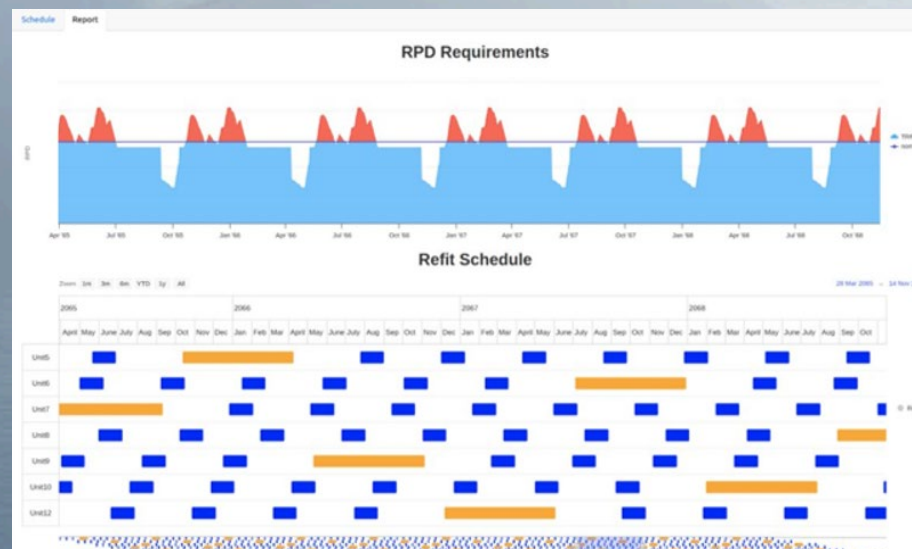 Schedule Report
RPD Requirements
RPD
Apr '65 Jul '65 Oct '65 Jan '66 Apr '66 Jul '66 Oct '66 Jan '67 Apr '67 Jul '67 Oct '67 Jan '68 Apr '68 Jul '68 Oct '68
Refit Schedule
Zoom 1m 3m 6m YTD 1y All
2065 2066 2067 2068
April May June July Aug Sep Oct Nov Dec Jan Feb Mar April May June July Aug Sep Oct Nov Dec Jan Feb Mar April May June July Aug Sep Oct Nov Dec Jan Feb Mar April May June July Aug Sep Oct
Unit5
Unit6
Unit7
Unit8
Unit9
Unit10
Unit12